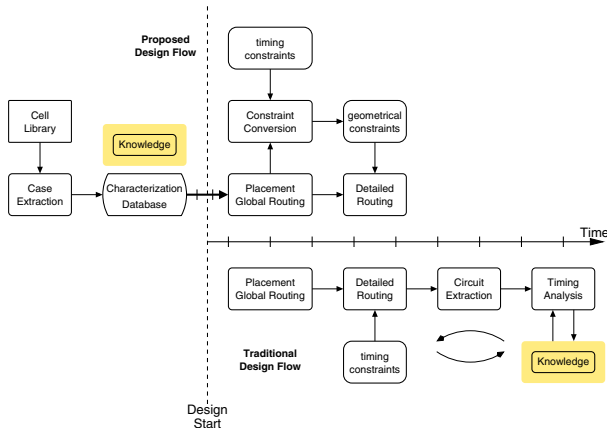 Proposed
Design Flow
timing
constraints
Cell
Library
Constraint
Conversion
geometrical
constraints
Knowledge
Case
Extraction
Characterization
Database
Placement
Global Routing
Detailed
Routing
Time
Placement
Global Routing
Detailed
Routing
Circuit
Extraction
Timing
Analysis
Traditional
Design Flow
timing
constraints
Knowledge
Design
Start